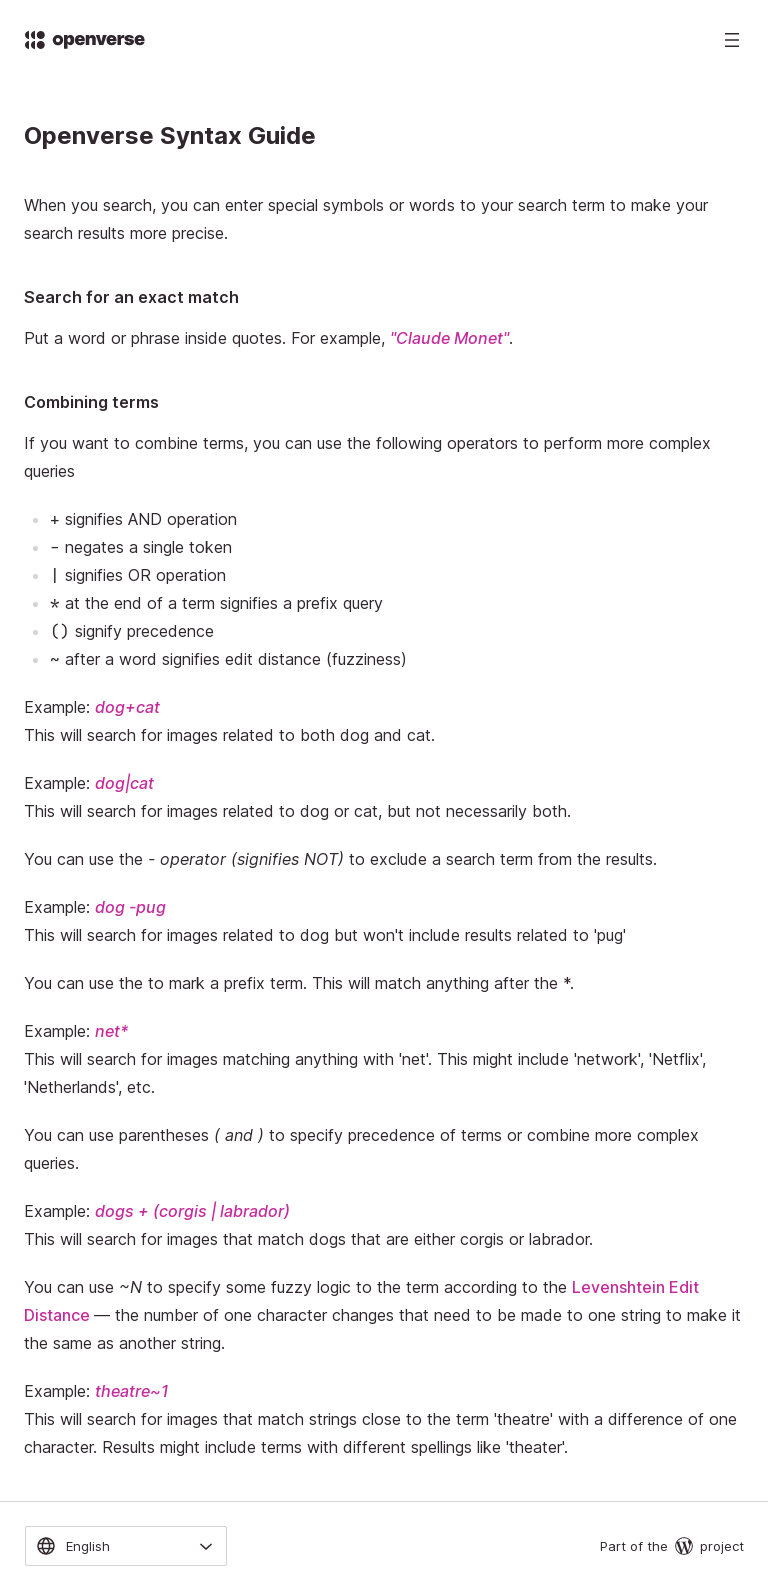 openverse
Openverse Syntax Guide
When you search, you can enter special symbols or words to your search term to make your
search results more precise.
Search for an exact match
Put a word or phrase inside quotes. For example, "Claude Monet".
Combining terms
If you want to combine terms, you can use the following operators to perform more complex
queries
+ signifies AND operation
- negates a single token
| signifies OR operation
* at the end of a term signifies a prefix query
() signify precedence
~ after a word signifies edit distance (fuzziness)
Example: dog+cat
This will search for images related to both dog and cat.
Example: dog|cat
This will search for images related to dog or cat, but not necessarily both.
You can use the - operator (signifies NOT) to exclude a search term from the results.
Example: dog -pug
This will search for images related to dog but won't include results related to 'pug'
You can use the to mark a prefix term. This will match anything after the *.
Example: net*
This will search for images matching anything with 'net'. This might include 'network', 'Netflix',
'Netherlands', etc.
You can use parentheses ( and ) to specify precedence of terms or combine more complex
queries.
Example: dogs + (corgis | labrador)
This will search for images that match dogs that are either corgis or labrador.
You can use ~N to specify some fuzzy logic to the term according to the Levenshtein Edit
Distance — the number of one character changes that need to be made to one string to make it
the same as another string.
Example: theatre~1
This will search for images that match strings close to the term 'theatre' with a difference of one
character. Results might include terms with different spellings like 'theater'.
English
Part of the project